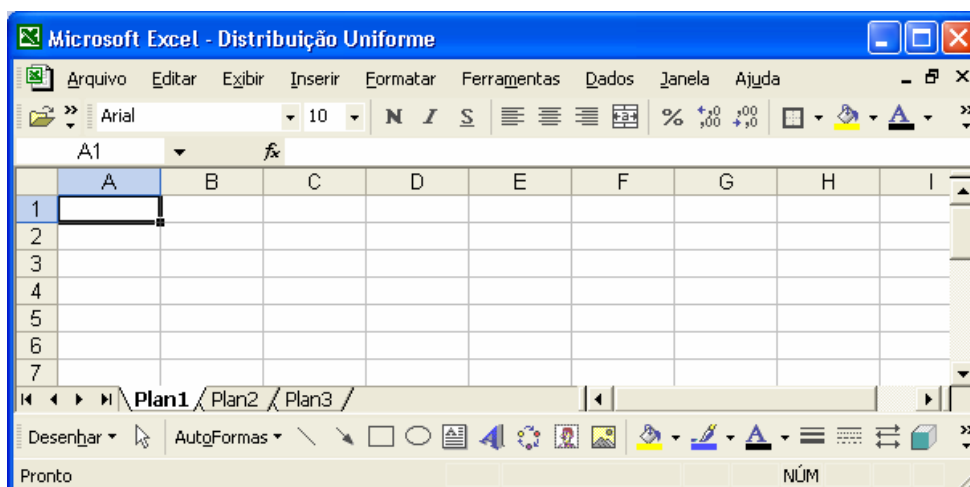 Microsoft Excel - Distribuição Uniforme
Arquivo Editar Exibir Inserir Formatar Ferramentas Dados Janela Ajuda
Arial 10 N I S % ,00 ,00
A1 fx
A B C D E F G H I
1
2
3
4
5
6
7
Plan1 Plan2 Plan3
Desenhar AutoFormas
Pronto NÚM